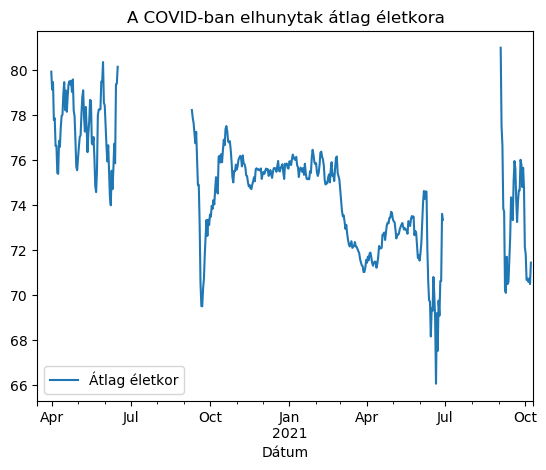 A COVID-ban elhunytak átlag életkora
80
78
76
74
72
70
68
66
Átlag életkor
Apr Jul Oct Jan Apr Jul Oct
2021
Dátum